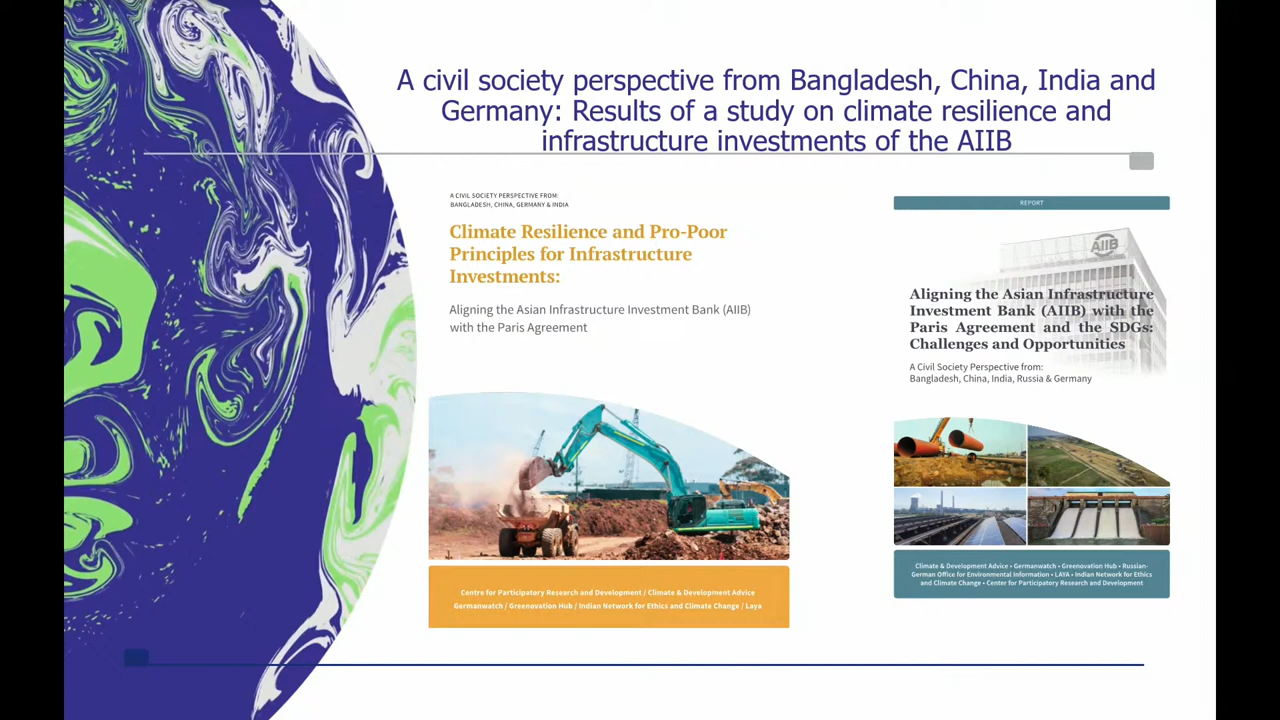 A civil society perspective from Bangladesh, China, India and
Germany: Results of a study on climate resilience and
infrastructure investments of the AIIB
A CIVIL SOCIETY PERSPECTIVE FROM:
BANGLADESH, CHINA, GERMANY & INDIA
Climate Resilience and Pro-Poor
Principles for Infrastructure
Investments:
Aligning the Asian Infrastructure Investment Bank (AIIB)
with the Paris Agreement
Centre for Participatory Research and Development / Climate & Development Advice
Germanwatch / Greenovation Hub / Indian Network for Ethics and Climate Change / Laya
REPORT
AIIB
Aligning the Asian Infrastructure
Investment Bank (AIIB) with the
Paris Agreement and the SDGs:
Challenges and Opportunities
A Civil Society Perspective from:
Bangladesh, China, India, Russia & Germany
Climate & Development Advice • Germanwatch • Greenovation Hub • Russian-
German Office for Environmental Information • LAYA • Indian Network for Ethics
and Climate Change • Center for Participatory Research and Development